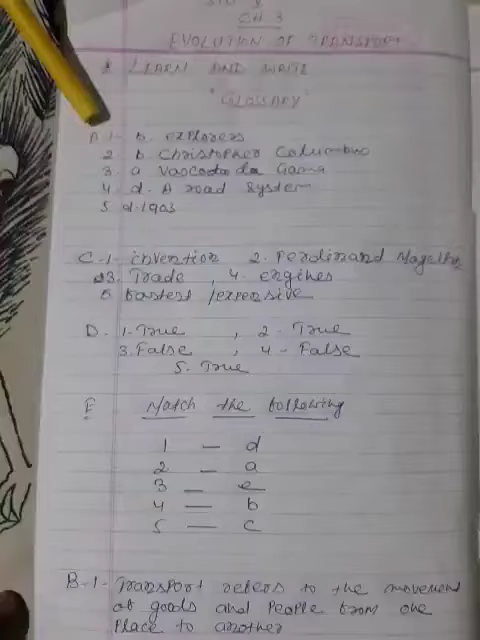 CH 3
EVOLUTION OF TRANSPORT
LEARN AND WRITE
"GLOSSARY"
A.1- b. explorers
2. b Christopher Columbus
3. a Vascoda da Gama
4. d. A road System
5. d. 1903
C.-1- invention 2. Ferdinand Magellan
3. Trade , 4. engines
5 fastest /expensive
D. 1-True , 2 - True
3. False , 4 - False
5. True
E Match the following
1 — d
2 — a
3 — e
4 — b
5 — c
B-1- Transport refers to the movement
of goods and People from one
Place to another